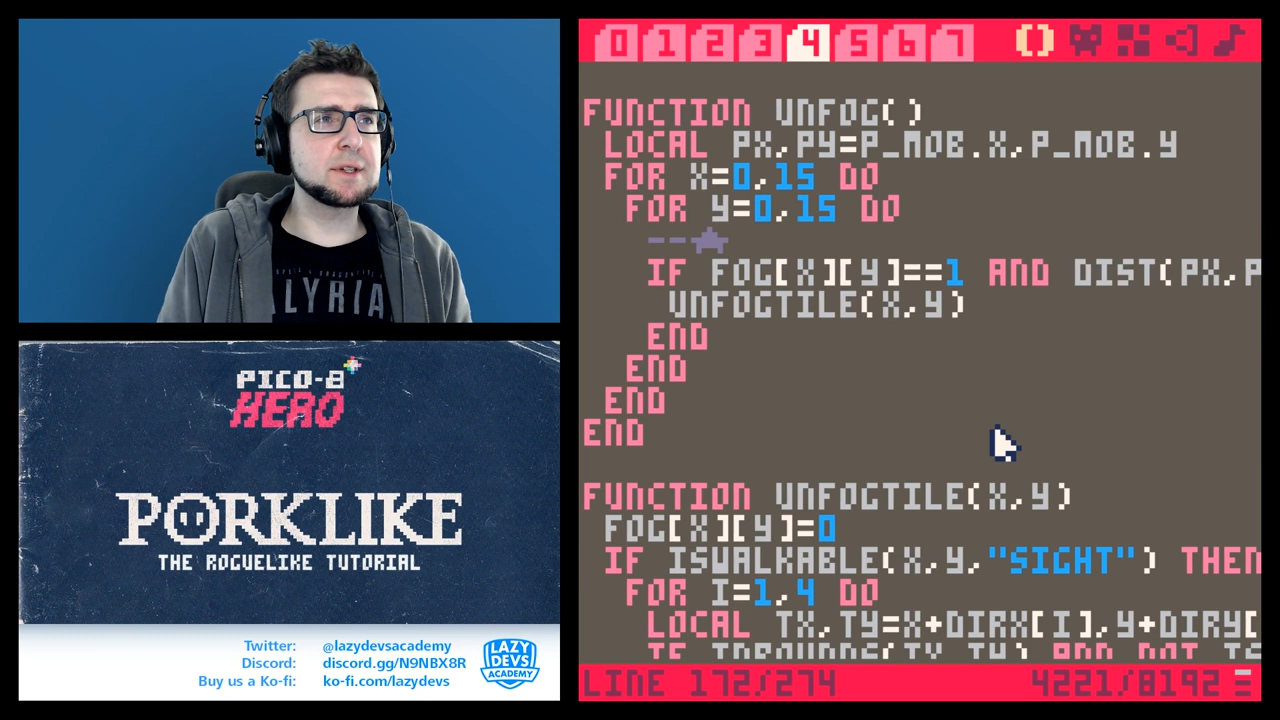 LYRIA
PICO-8
HERO
PORKLIKE
THE ROGUELIKE TUTORIAL
Twitter: @lazydevsacademy
Discord: discord.gg/N9NBX8R
Buy us a Ko-fi: ko-fi.com/lazydevs
LAZY
DEVS
ACADEMY
0 1 2 3 4 5 6 7
FUNCTION UNFOG()
LOCAL PX,PY=P_MOB.X,P_MOB.Y
FOR X=0,15 DO
FOR Y=0,15 DO
--
IF FOG[X][Y]==1 AND DIST(PX,P
UNFOGTILE(X,Y)
END
END
END
END
FUNCTION UNFOGTILE(X,Y)
FOG[X][Y]=0
IF ISWALKABLE(X,Y,"SIGHT") THEN
FOR I=1,4 DO
LOCAL TX,TY=X+DIRX[I],Y+DIRY[
LINE 172/274
4221/8192